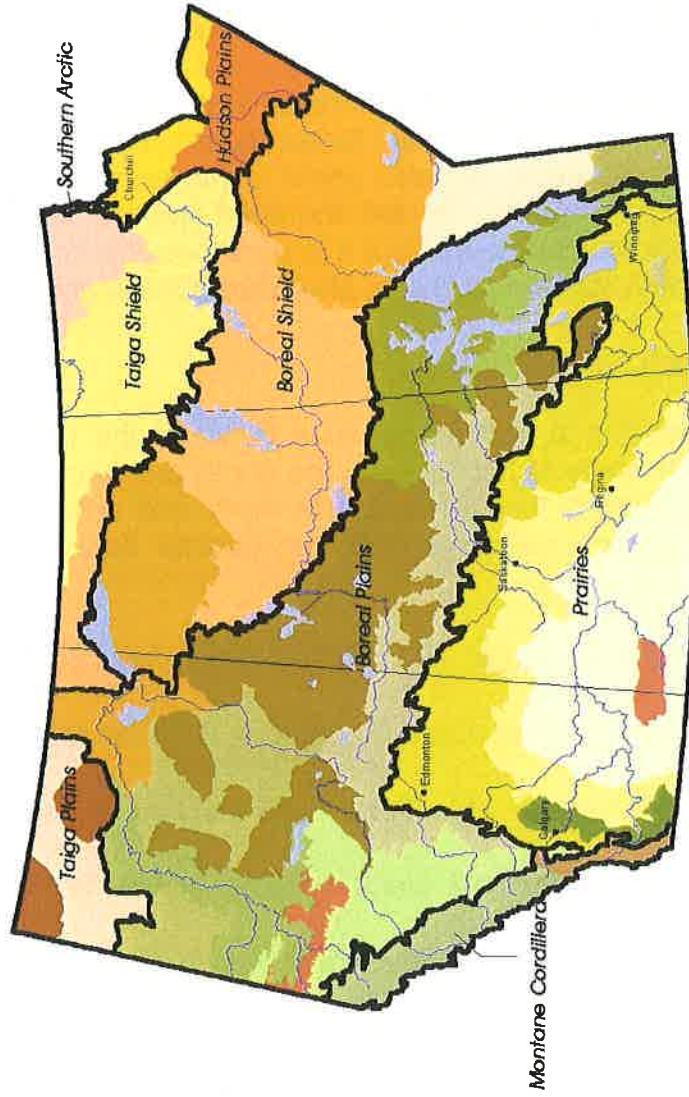 Southern Arctic
Hudson Plains
Churchill
Taiga Shield
Boreal Shield
Taiga Plains
Boreal Plains
Winnipeg
Regina
Saskatoon
Prairies
Edmonton
Calgary
Montane Cordillera